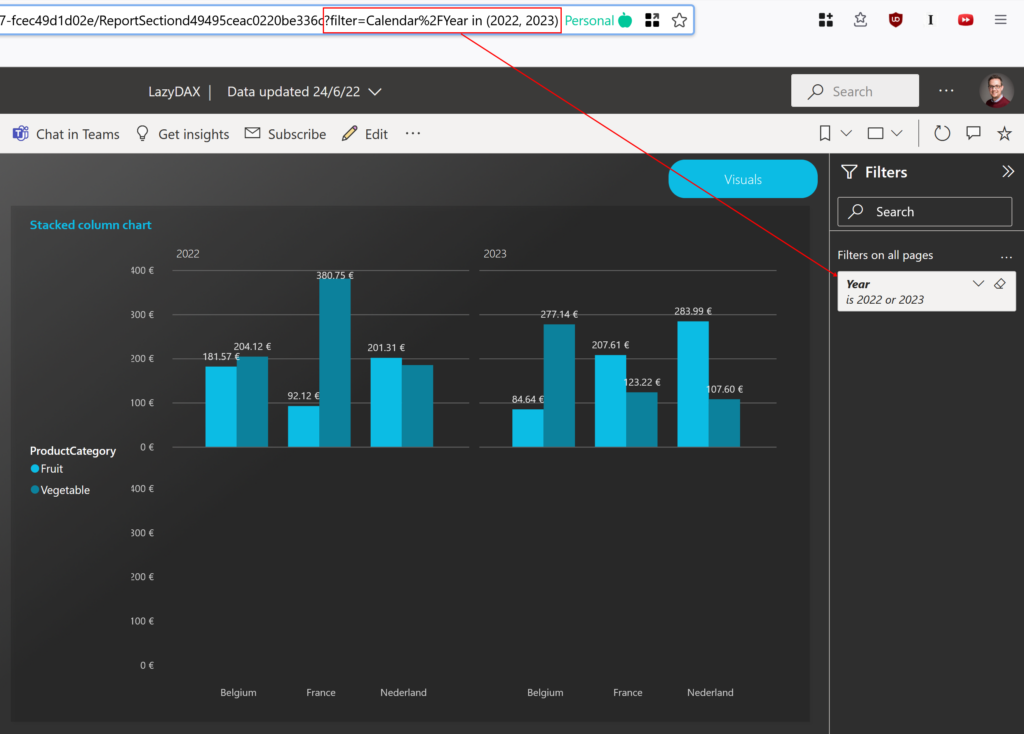 7-fcec49d1d02e/ReportSectiond49495ceac0220be336c?filter=Calendar%2FYear in (2022, 2023) Personal
LazyDAX | Data updated 24/6/22
Search
...
Chat in Teams Get insights Subscribe Edit ...
Visuals
Filters
Search
Filters on all pages ...
Year
is 2022 or 2023
Stacked column chart
2022 2023
400 €
380.75 €
300 €
277.14 € 283.99 €
200 €
181.57 € 204.12 € 201.31 € 207.61 €
100 €
92.12 € 84.64 € 123.22 € 107.60 €
0 €
ProductCategory
Fruit
Vegetable
400 €
300 €
200 €
100 €
0 €
Belgium France Nederland Belgium France Nederland